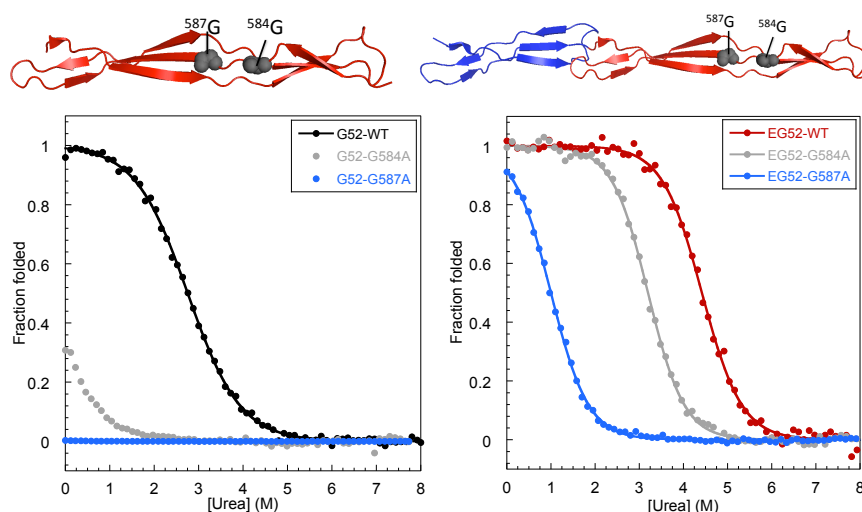 587G
584G
587G
584G
G52-WT
G52-G584A
G52-G587A
1
0.8
0.6
0.4
0.2
0
0 1 2 3 4 5 6 7 8
[Urea] (M)
Fraction folded
EG52-WT
EG52-G584A
EG52-G587A
1
0.8
0.6
0.4
0.2
0
0 1 2 3 4 5 6 7 8
[Urea] (M)
Fraction folded